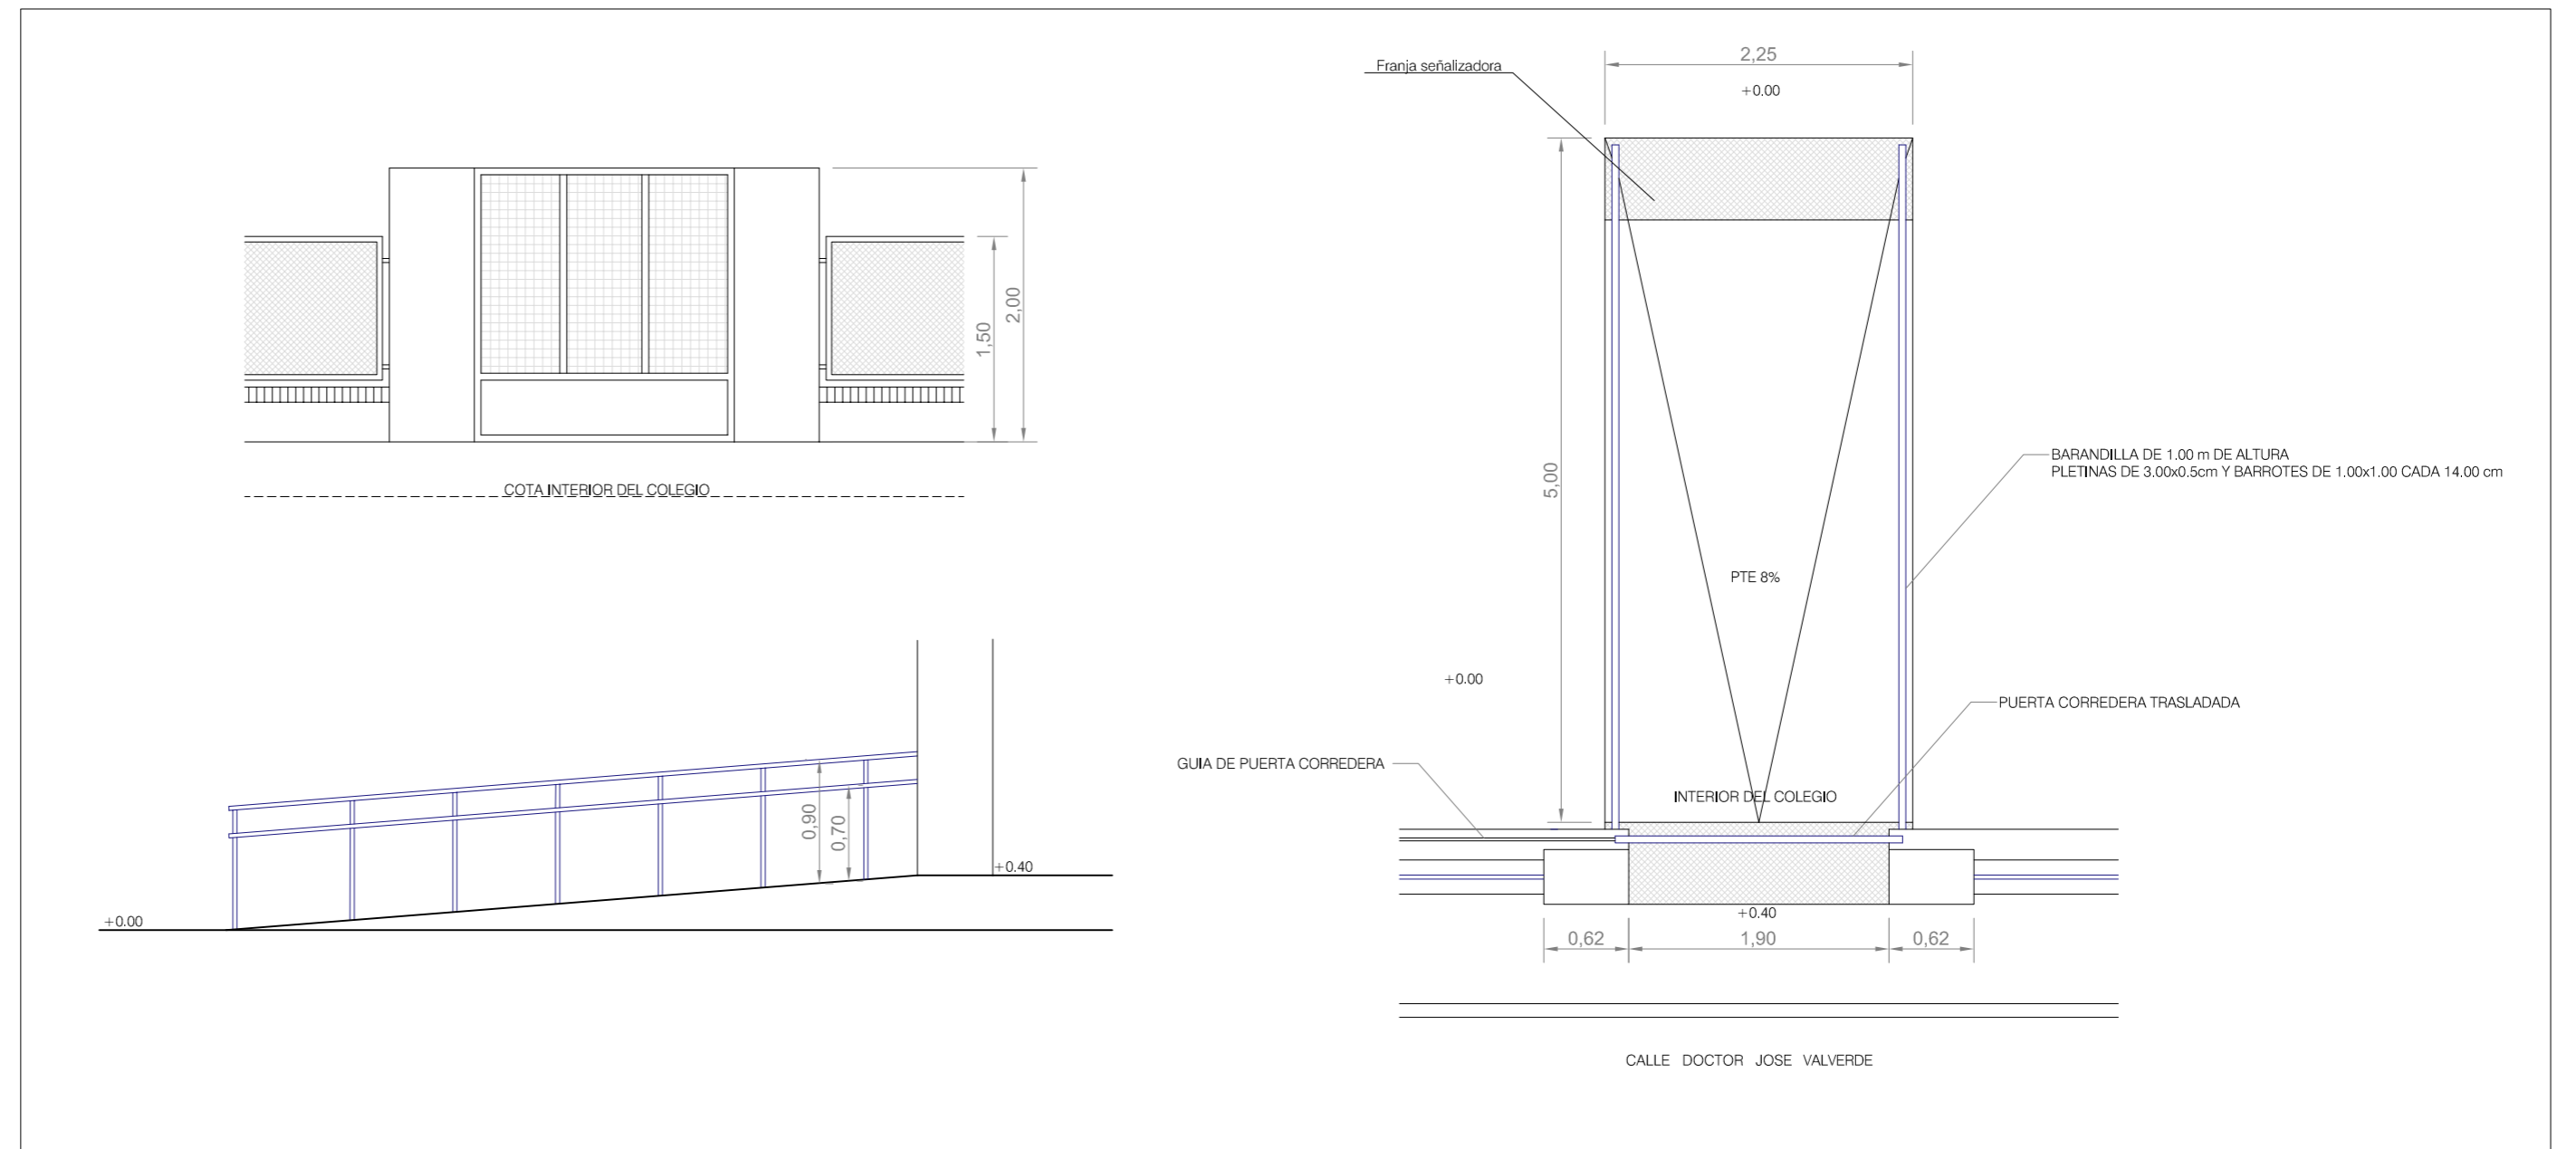 1,50
2,00
COTA INTERIOR DEL COLEGIO
0,90
0,70
+0.40
+0.00
Franja señalizadora
2,25
+0.00
5,00
BARANDILLA DE 1.00 m DE ALTURA
PLETINAS DE 3.00x0.5cm Y BARROTES DE 1.00x1.00 CADA 14.00 cm
PTE 8%
+0.00
PUERTA CORREDERA TRASLADADA
GUIA DE PUERTA CORREDERA
INTERIOR DEL COLEGIO
+0.40
0,62
1,90
0,62
CALLE DOCTOR JOSE VALVERDE